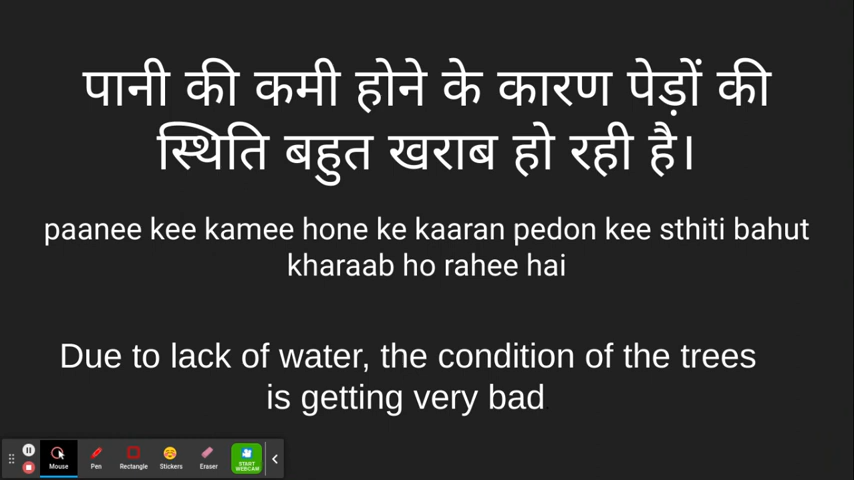 पानी की कमी होने के कारण पेड़ों की
स्थिति बहुत खराब हो रही है।
paanee kee kamee hone ke kaaran pedon kee sthiti bahut
kharaab ho rahee hai
Due to lack of water, the condition of the trees
is getting very bad.
Mouse
Pen
Rectangle
Stickers
Eraser
START
WEBCAM